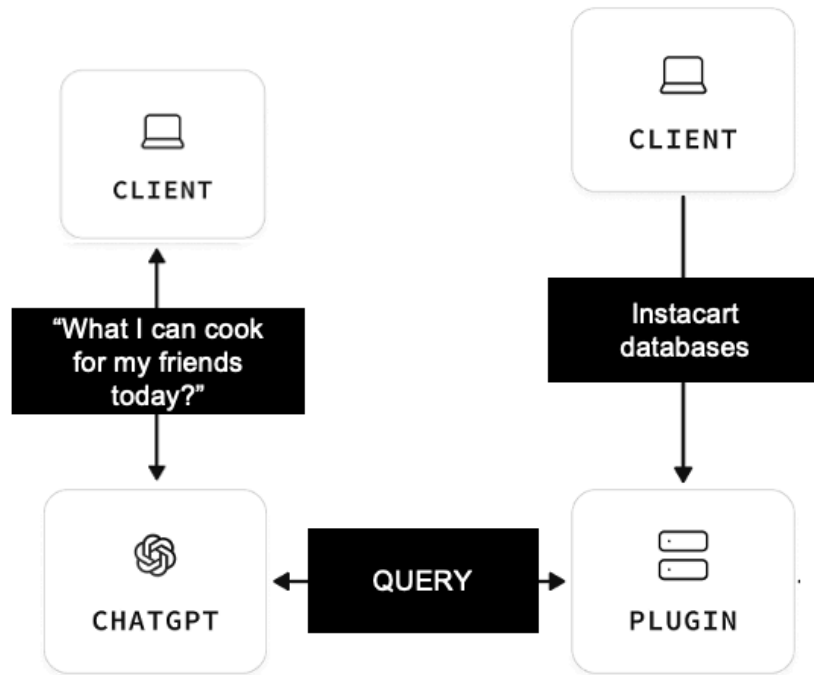 CLIENT
CLIENT
“What I can cook
for my friends
today?”
Instacart
databases
QUERY
CHATGPT
PLUGIN